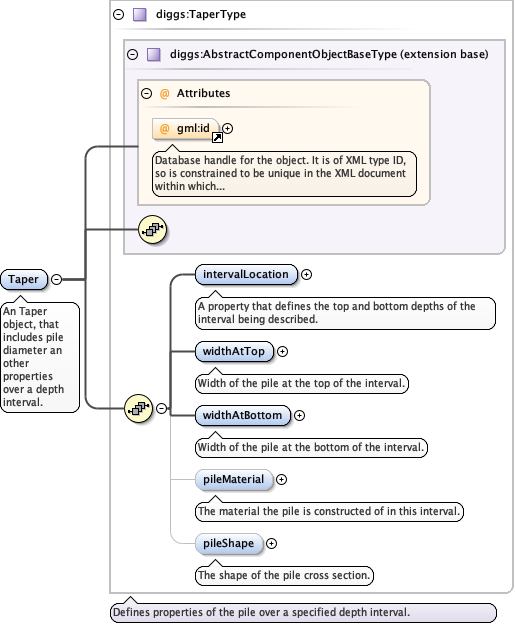 diggs:TaperType
diggs:AbstractComponentObjectBaseType (extension base)
@ Attributes
@ gml:id
Database handle for the object. It is of XML type ID,
so is constrained to be unique in the XML document
within which...
Taper
An Taper
object, that
includes pile
diameter an
other
properties
over a depth
interval.
intervalLocation
A property that defines the top and bottom depths of the
interval being described.
widthAtTop
Width of the pile at the top of the interval.
widthAtBottom
Width of the pile at the bottom of the interval.
pileMaterial
The material the pile is constructed of in this interval.
pileShape
The shape of the pile cross section.
Defines properties of the pile over a specified depth interval.